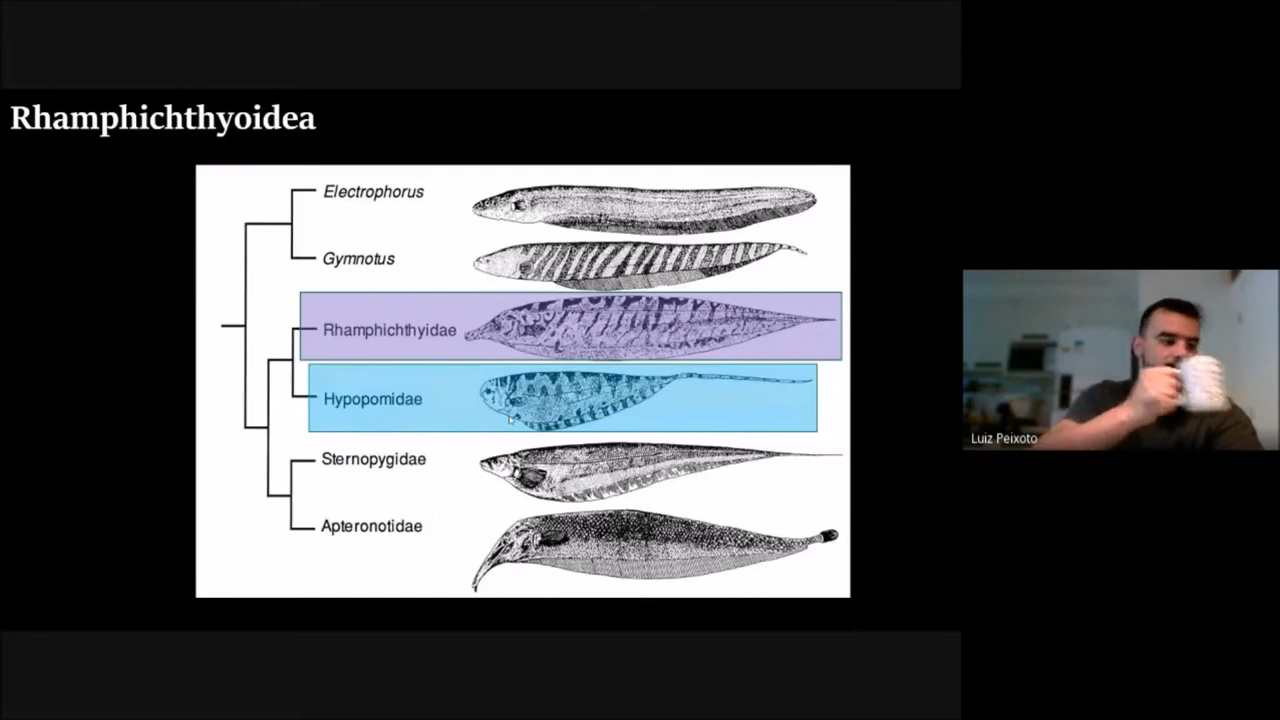 Rhamphichthyoidea
Electrophorus
Gymnotus
Rhamphichthyidae
Hypopomidae
Sternopygidae
Apteronotidae
Luiz Peixoto